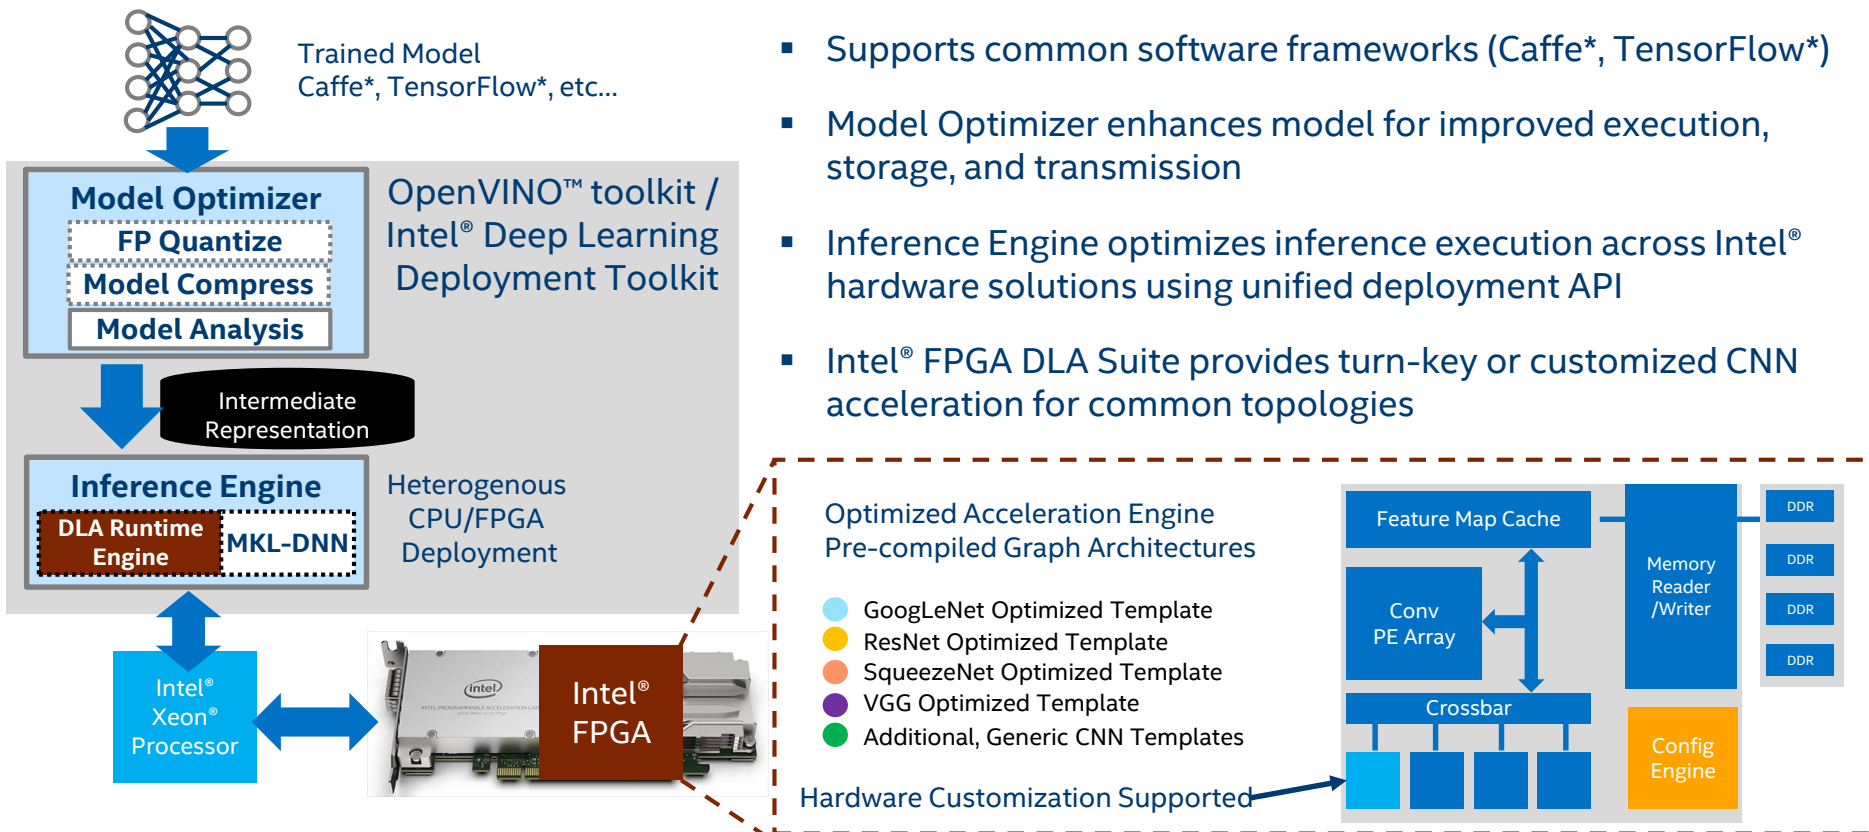 Trained Model
Caffe*, TensorFlow*, etc...
Model Optimizer
FP Quantize
Model Compress
Model Analysis
OpenVINO™ toolkit /
Intel® Deep Learning
Deployment Toolkit
Intermediate
Representation
Inference Engine
DLA Runtime
Engine
MKL-DNN
Heterogenous
CPU/FPGA
Deployment
Intel®
Xeon®
Processor
intel
INTEL PROGRAMMABLE ACCELERATION CAR
Intel®
FPGA
▪ Supports common software frameworks (Caffe*, TensorFlow*)
▪ Model Optimizer enhances model for improved execution,
storage, and transmission
▪ Inference Engine optimizes inference execution across Intel®
hardware solutions using unified deployment API
▪ Intel® FPGA DLA Suite provides turn-key or customized CNN
acceleration for common topologies
Optimized Acceleration Engine
Pre-compiled Graph Architectures
GoogLeNet Optimized Template
ResNet Optimized Template
SqueezeNet Optimized Template
VGG Optimized Template
Additional, Generic CNN Templates
Hardware Customization Supported
Feature Map Cache
Conv
PE Array
Crossbar
Memory
Reader
/Writer
Config
Engine
DDR
DDR
DDR
DDR